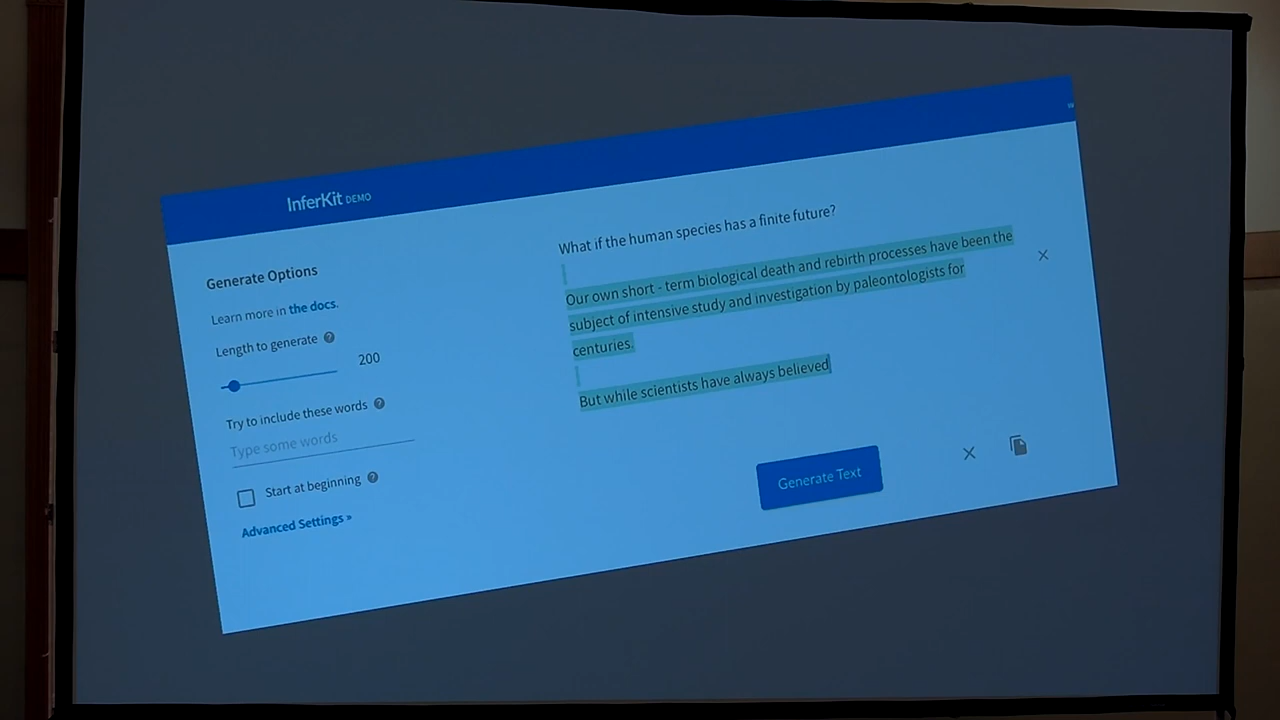 InferKit DEMO
Generate Options
Learn more in the docs.
Length to generate
200
Try to include these words
Type some words
Start at beginning
Advanced Settings »
What if the human species has a finite future?
Our own short - term biological death and rebirth processes have been the
subject of intensive study and investigation by paleontologists for
centuries.
But while scientists have always believed
Generate Text